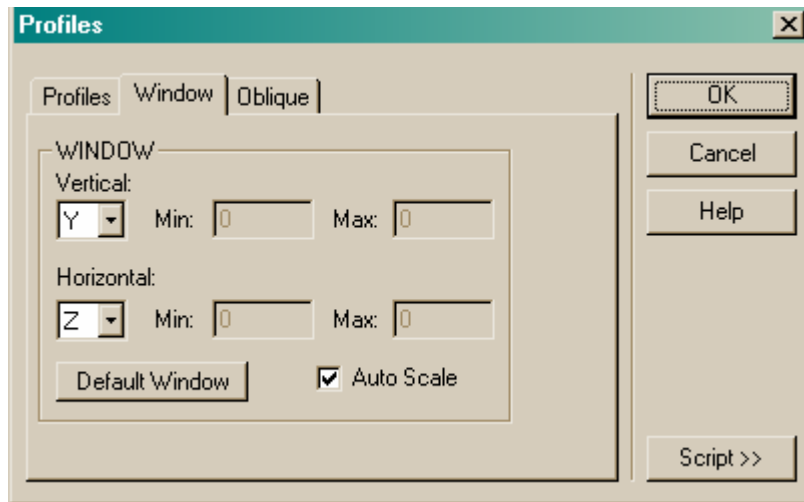 Profiles
Profiles Window Oblique
WINDOW
Vertical:
Y Min: 0 Max: 0
Horizontal:
Z Min: 0 Max: 0
Default Window Auto Scale
OK
Cancel
Help
Script >>